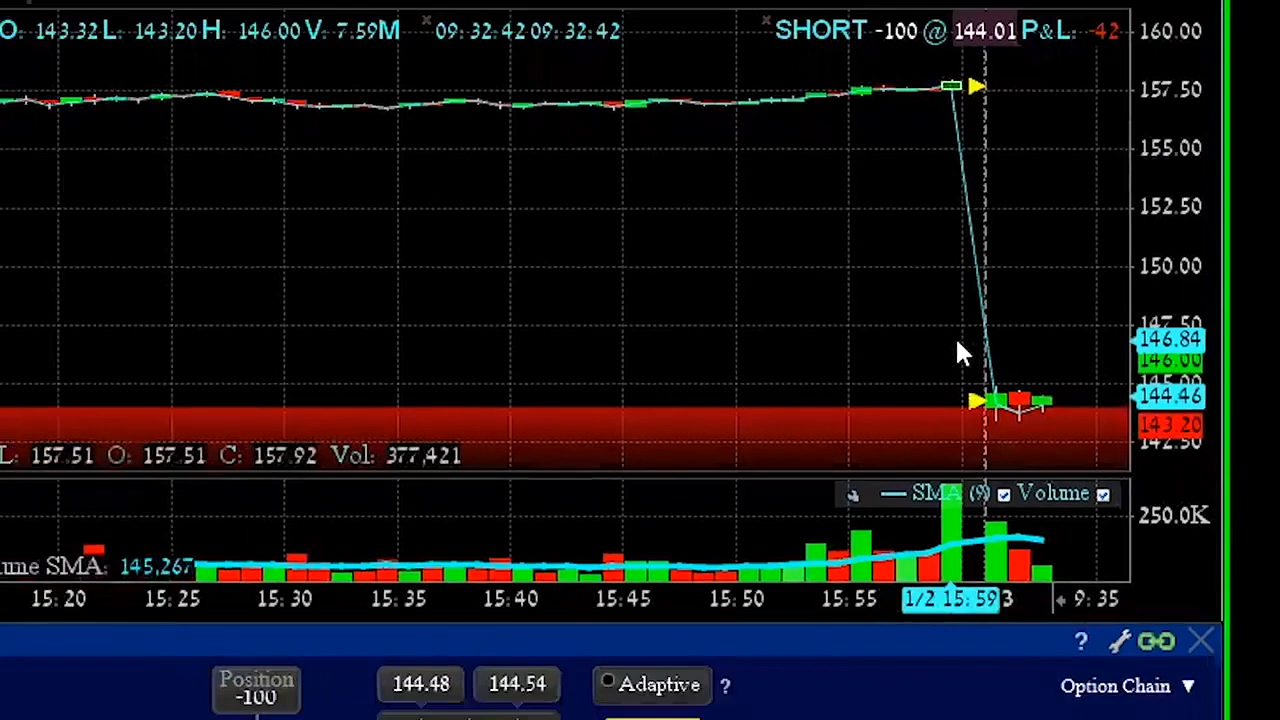 O: 143.32 L: 143.20 H: 146.00 V: 7.59M 09:32:42 09:32:42 SHORT -100 @ 144.01 P&L: -42
160.00
157.50
155.00
152.50
150.00
147.50
146.84
146.00
145.00
144.46
143.20
142.50
L: 157.51 O: 157.51 C: 157.92 Vol: 377,421
SMA (9) Volume
250.0K
ume SMA: 145,267
15:20 15:25 15:30 15:35 15:40 15:45 15:50 15:55 1/2 15:59 3 9:35
?
Position
-100
144.48 144.54 Adaptive ? Option Chain